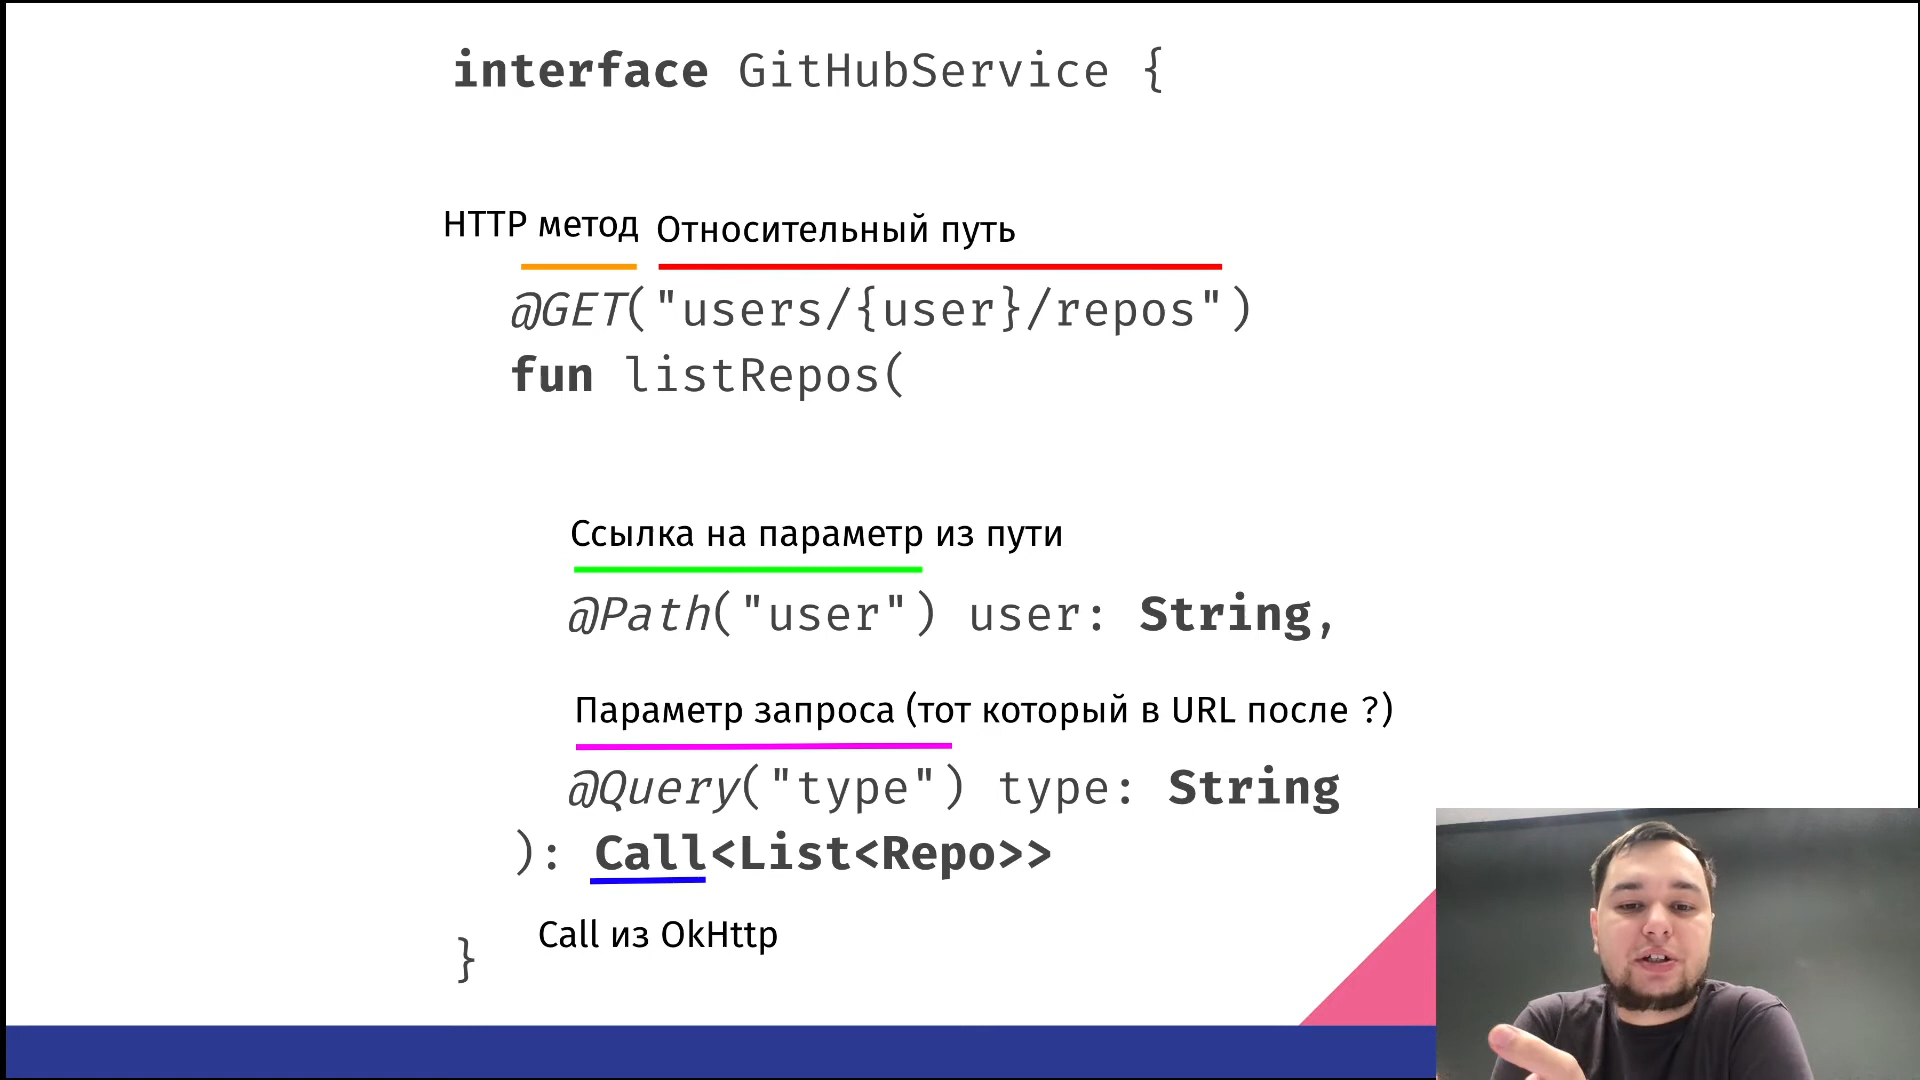 interface GitHubService {
HTTP метод Относительный путь
@GET("users/{user}/repos")
fun listRepos(
Ссылка на параметр из пути
@Path("user") user: String,
Параметр запроса (тот который в URL после ?)
@Query("type") type: String
): Call<List<Repo>>
Call из OkHttp
}